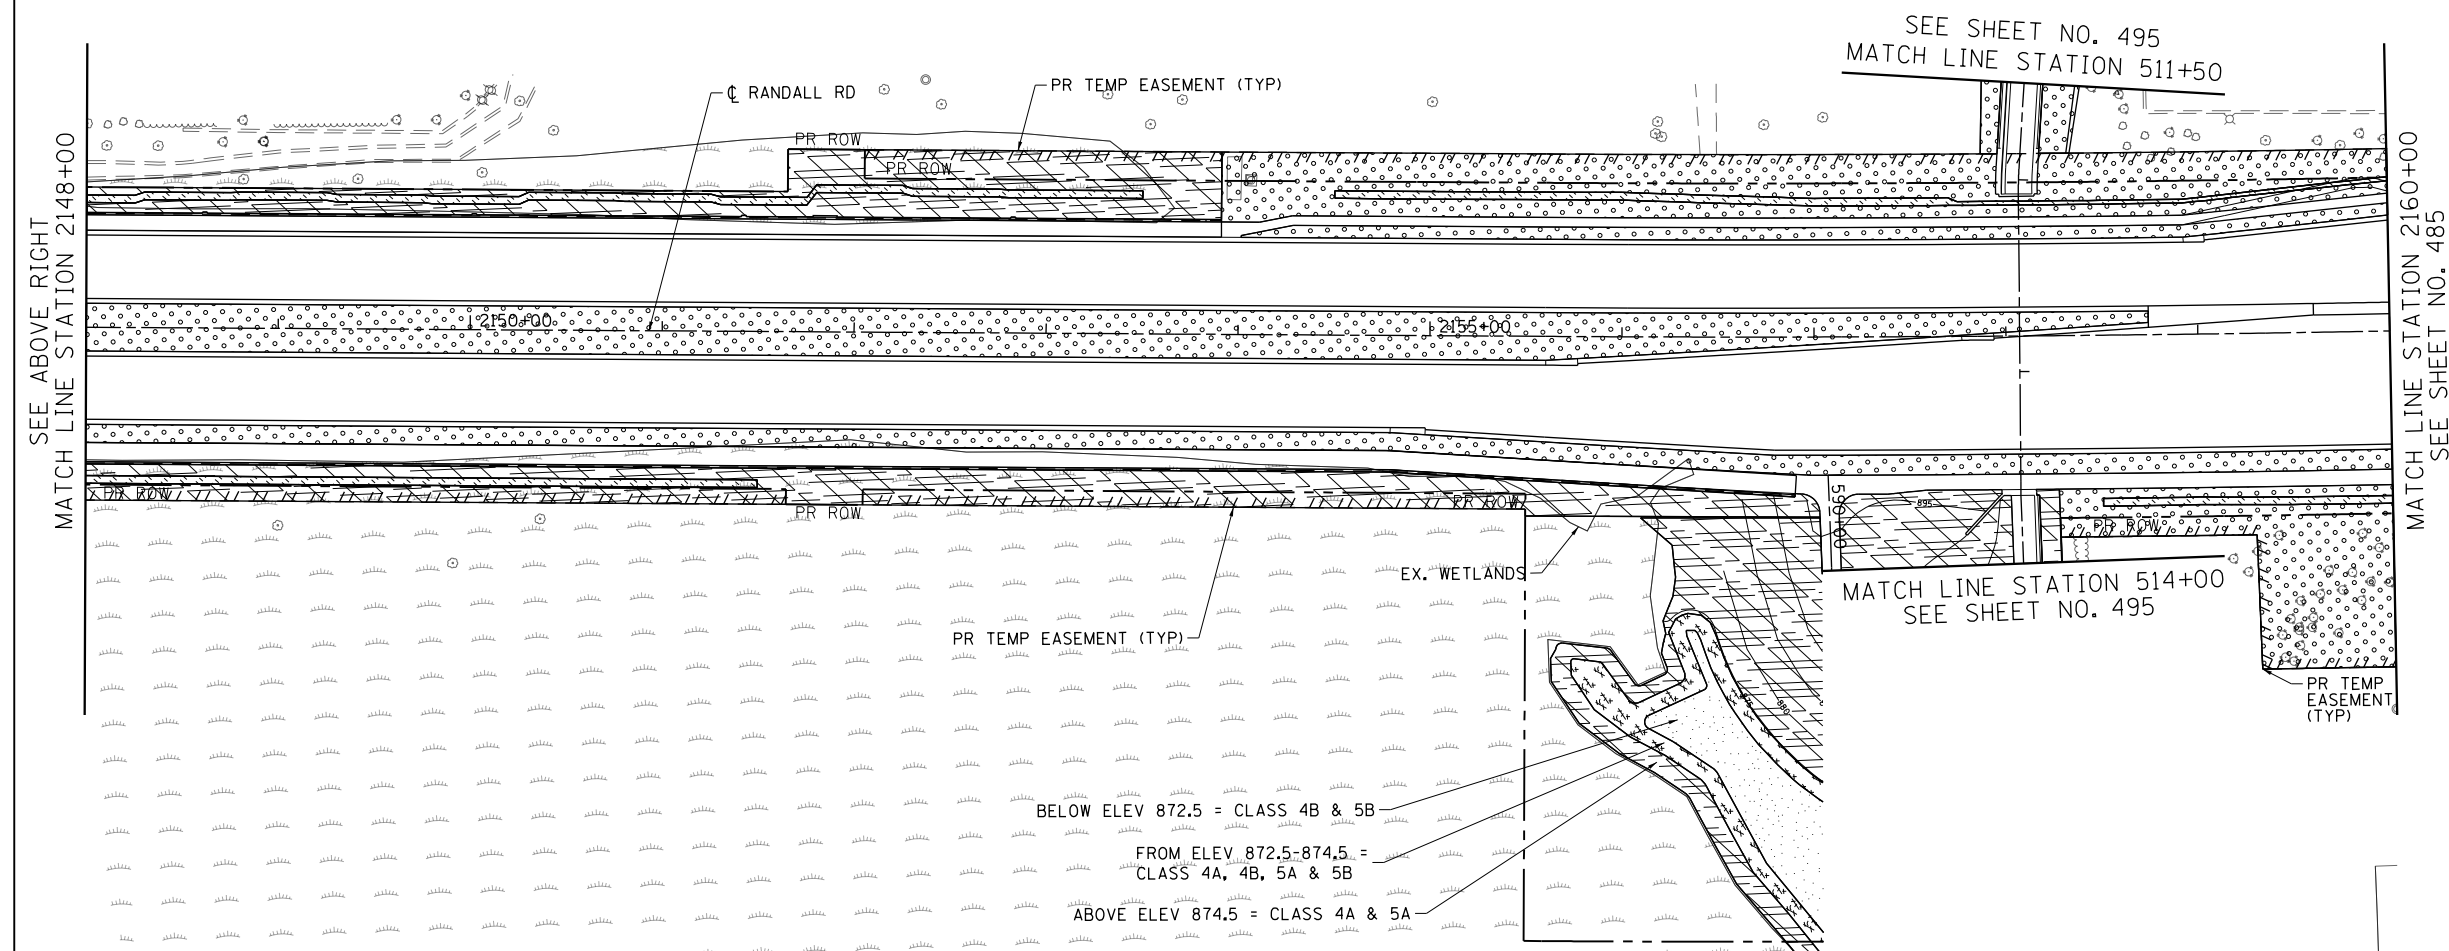 SEE SHEET NO. 495
MATCH LINE STATION 511+50
℄ RANDALL RD
PR TEMP EASEMENT (TYP)
PR ROW
PR ROW
SEE ABOVE RIGHT
MATCH LINE STATION 2148+00
MATCH LINE STATION 2160+00
SEE SHEET NO. 485
2150+00
2155+00
PR ROW
PR ROW
PR ROW
590+00
895
PR ROW
EX. WETLANDS
MATCH LINE STATION 514+00
SEE SHEET NO. 495
PR TEMP EASEMENT (TYP)
PR TEMP
EASEMENT
(TYP)
880
BELOW ELEV 872.5 = CLASS 4B & 5B
FROM ELEV 872.5-874.5 =
CLASS 4A, 4B, 5A & 5B
ABOVE ELEV 874.5 = CLASS 4A & 5A